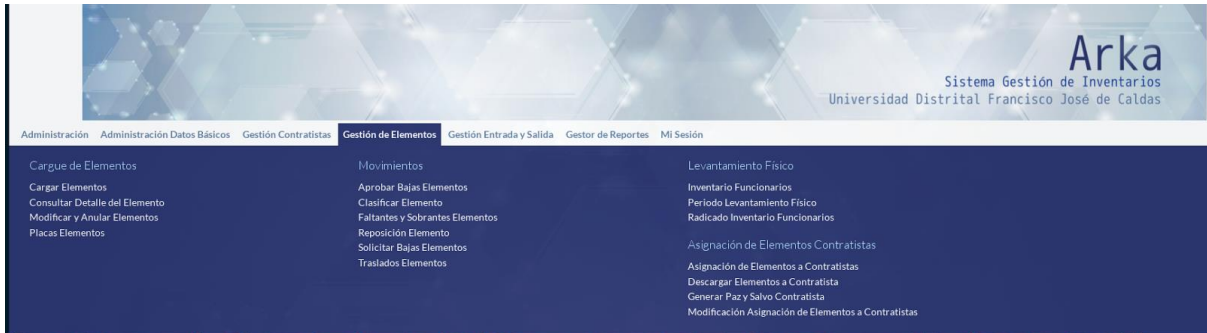 Arka
Sistema Gestión de Inventarios
Universidad Distrital Francisco José de Caldas
Administración Administración Datos Básicos Gestión Contratistas Gestión de Elementos Gestión Entrada y Salida Gestor de Reportes Mi Sesión
Cargue de Elementos
Cargar Elementos
Consultar Detalle del Elemento
Modificar y Anular Elementos
Placas Elementos
Movimientos
Aprobar Bajas Elementos
Clasificar Elemento
Faltantes y Sobrantes Elementos
Reposición Elemento
Solicitar Bajas Elementos
Traslados Elementos
Levantamiento Físico
Inventario Funcionarios
Periodo Levantamiento Físico
Radicado Inventario Funcionarios
Asignación de Elementos Contratistas
Asignación de Elementos a Contratistas
Descargar Elementos a Contratista
Generar Paz y Salvo Contratista
Modificación Asignación de Elementos a Contratistas